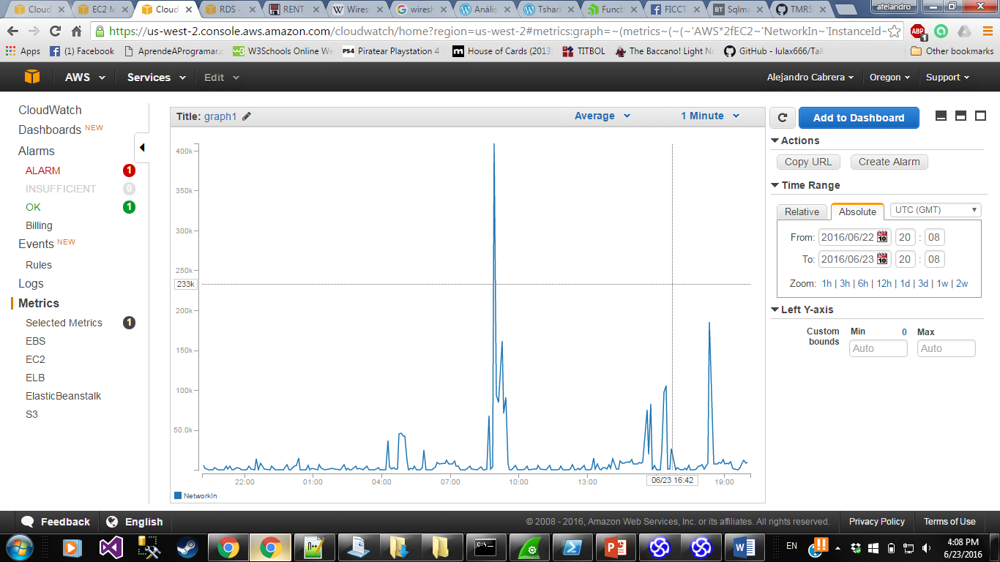 Cloud
EC2 M
Cloud
RDS
RENT
Wiresh
wiresh
Anális
Tshark
Functi
FICCT
BT Sqlma
TMRS
afeiandro
https://us-west-2.console.aws.amazon.com/cloudwatch/home?region=us-west-2#metrics:graph=~(metrics~(~(~'AWS*2fEC2~'NetworkIn~'InstanceId~
ABP 1
Apps (1) Facebook AprendeAProgramar.c W3Schools Online We PS4 Piratear Playstation 4 House of Cards (2013 TITBOL The Baccano! Light No GitHub - lulax666/Tall Other bookmarks
AWS Services Edit Alejandro Cabrera Oregon Support
CloudWatch
Dashboards NEW
Alarms
ALARM 1
INSUFFICIENT 0
OK 1
Billing
Events NEW
Rules
Logs
Metrics
Selected Metrics 1
EBS
EC2
ELB
ElasticBeanstalk
S3
Title: graph1 Average 1 Minute
400k
350k
300k
250k
233k
200k
150k
100k
50.0k
22:00 01:00 04:00 07:00 10:00 13:00 06/23 16:42 19:00
NetworkIn
Add to Dashboard
Actions
Copy URL Create Alarm
Time Range
Relative Absolute UTC (GMT)
From: 2016/06/22 10 20 : 08
To: 2016/06/23 10 20 : 08
Zoom: 1h | 3h | 6h | 12h | 1d | 3d | 1w | 2w
Left Y-axis
Custom bounds Min 0 Max
Auto Auto
Feedback English © 2008 - 2016, Amazon Web Services, Inc. or its affiliates. All rights reserved. Privacy Policy Terms of Use
EN 4:08 PM
6/23/2016